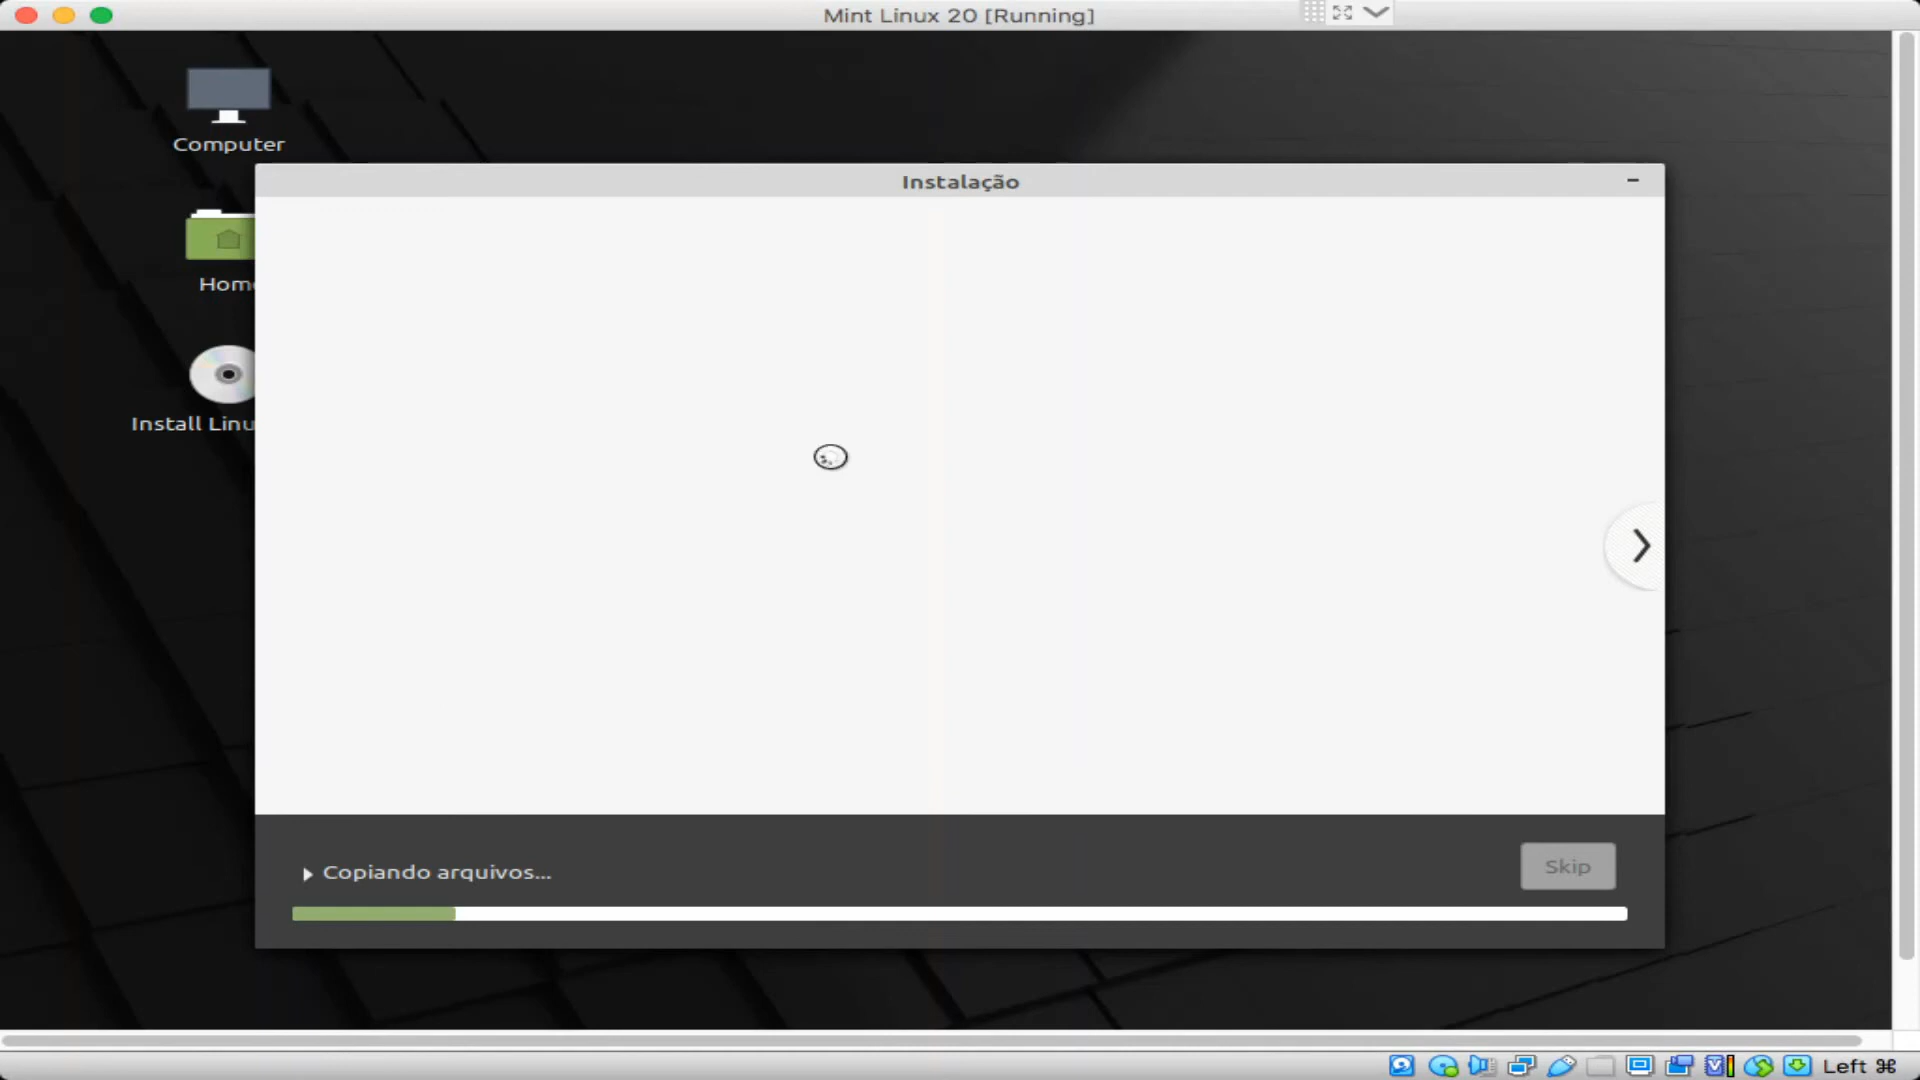 Mint Linux 20 [Running]
Computer
Instalação
Hom
Install Linu
Copiando arquivos...
Skip
Left ⌘